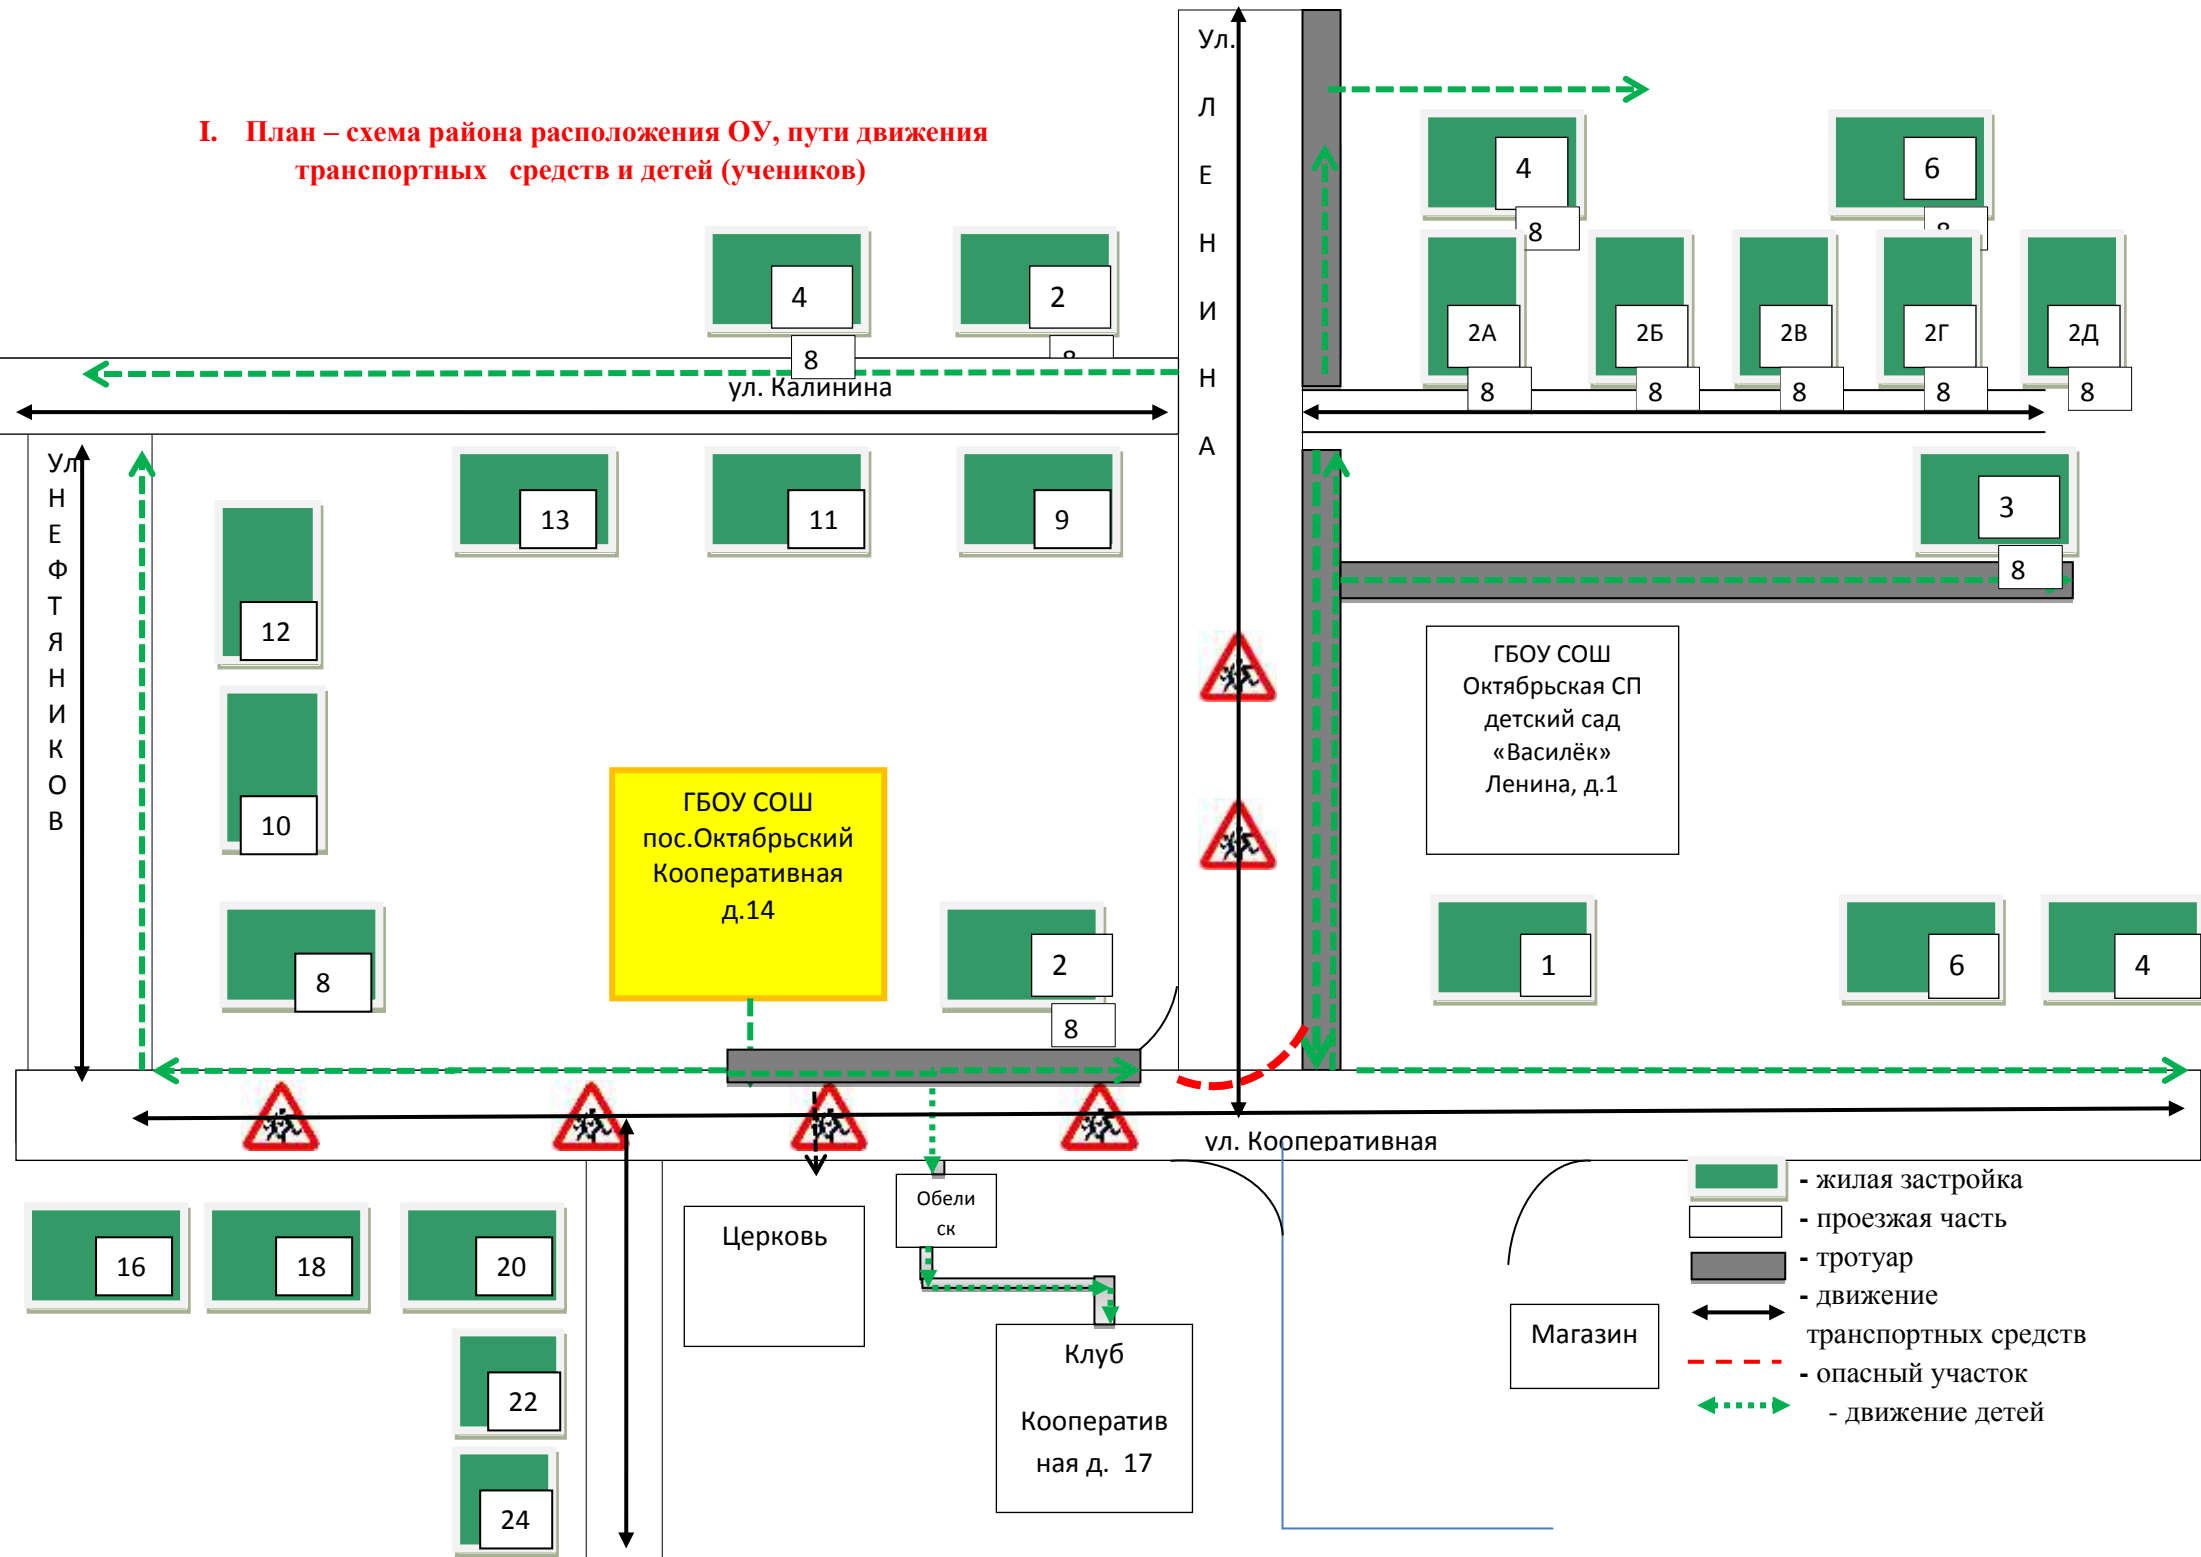 I. План – схема района расположения ОУ, пути движения
транспортных средств и детей (учеников)
Ул.
Л
Е
Н
И
Н
А
4
8
6
8
2А
8
2Б
8
2В
8
2Г
8
2Д
8
4
8
2
8
ул. Калинина
Ул
Н
Е
Ф
Т
Я
Н
И
К
О
В
13
11
9
3
8
12
10
8
ГБОУ СОШ
пос.Октябрьский
Кооперативная
д.14
ГБОУ СОШ
Октябрьская СП
детский сад
«Василёк»
Ленина, д.1
2
8
1
6
4
ул. Кооперативная
16
18
20
22
24
Церковь
Обели
ск
Клуб
Кооператив
ная д. 17
Магазин
- жилая застройка
- проезжая часть
- тротуар
- движение
транспортных средств
- опасный участок
- движение детей